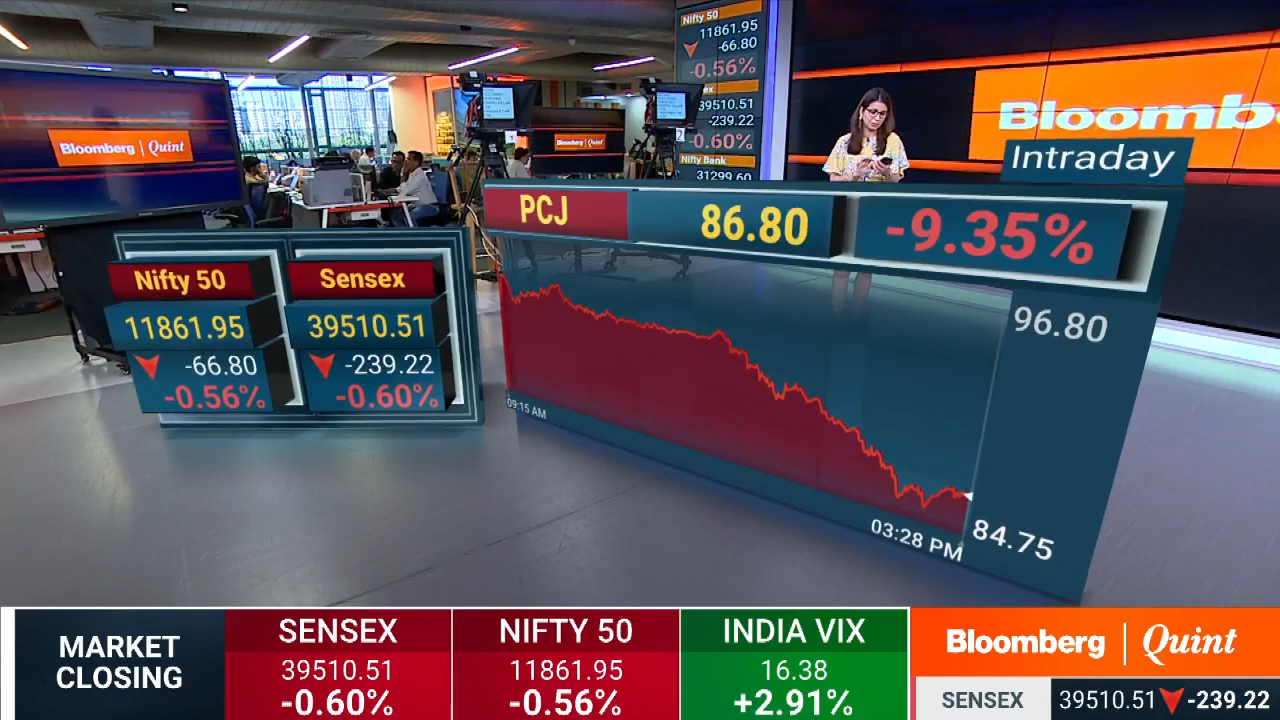 Nifty 50
11861.95
-66.80
-0.56%
39510.51
-239.22
-0.60%
Nifty Bank
31299.60
Bloomberg | Quint
Bloomberg | Quint
Bloomb
Intraday
PCJ
86.80
-9.35%
96.80
84.75
09:15 AM
03:28 PM
Nifty 50
11861.95
-66.80
-0.56%
Sensex
39510.51
-239.22
-0.60%
MARKET
CLOSING
SENSEX
39510.51
-0.60%
NIFTY 50
11861.95
-0.56%
INDIA VIX
16.38
+2.91%
Bloomberg | Quint
SENSEX 39510.51 -239.22